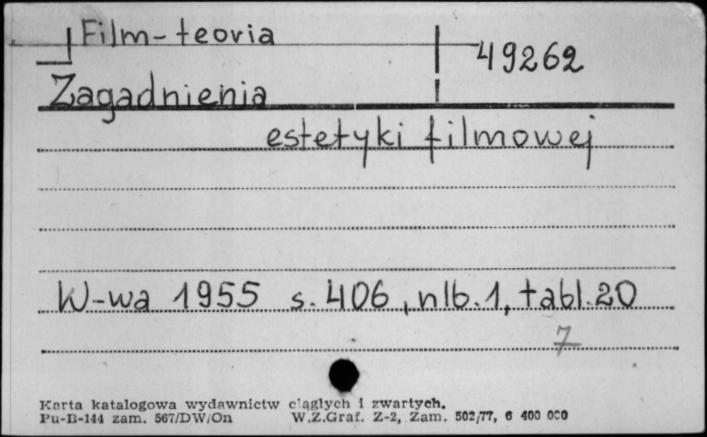 Film-teoria
49262
Zagadnienia
estetyki filmowej
W-wa 1955 s. 406, nlb. 1, tabl. 20
7
Karta katalogowa wydawnictw ciągłych i zwartych.
Pu-B-144 zam. 567/DW/On W.Z.Graf. Z-2, Zam. 502/77, 6 400 000